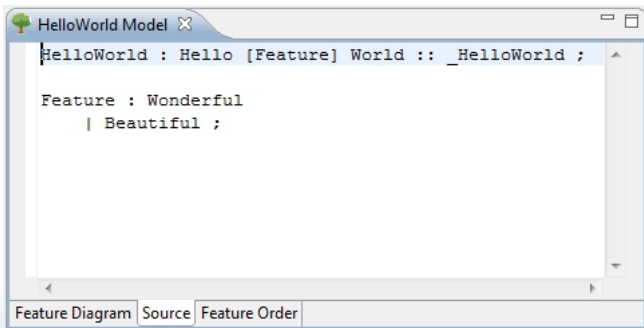 HelloWorld Model
HelloWorld : Hello [Feature] World :: _HelloWorld ;
Feature : Wonderful
| Beautiful ;
Feature Diagram Source Feature Order